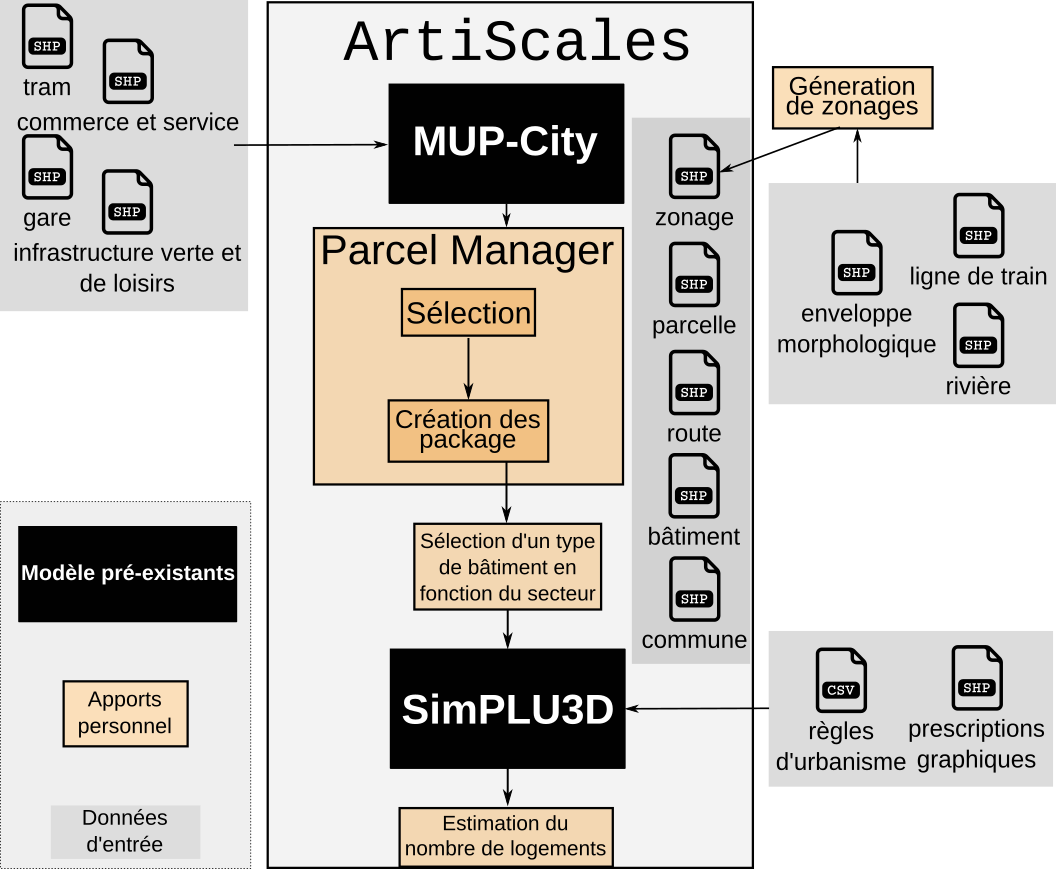 ArtiScales
SHP
tram
SHP
commerce et service
SHP
gare
SHP
infrastructure verte et
de loisirs
MUP-City
Parcel Manager
Sélection
Création des
package
Sélection d'un type
de bâtiment en
fonction du secteur
SimPLU3D
Estimation du
nombre de logements
SHP
zonage
SHP
parcelle
SHP
route
SHP
bâtiment
SHP
commune
Géneration
de zonages
SHP
ligne de train
SHP
enveloppe
morphologique
SHP
rivière
CSV
règles
d'urbanisme
SHP
prescriptions
graphiques
Modèle pré-existants
Apports
personnel
Données
d'entrée